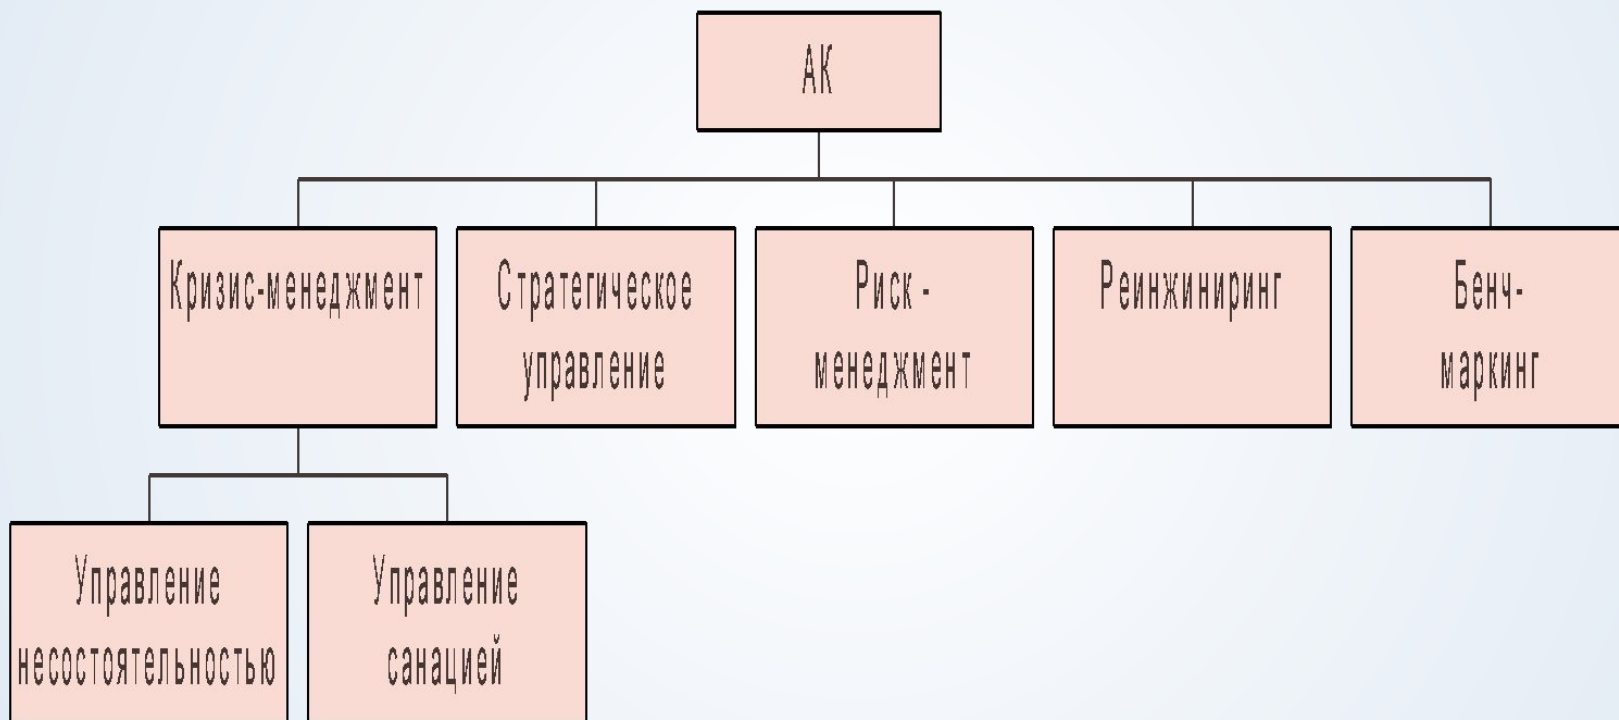 АК
Кризис-менеджмент
Стратегическое
управление
Риск -
менеджмент
Реинжиниринг
Бенч-
маркинг
Управление
несостоятельностью
Управление
санацией